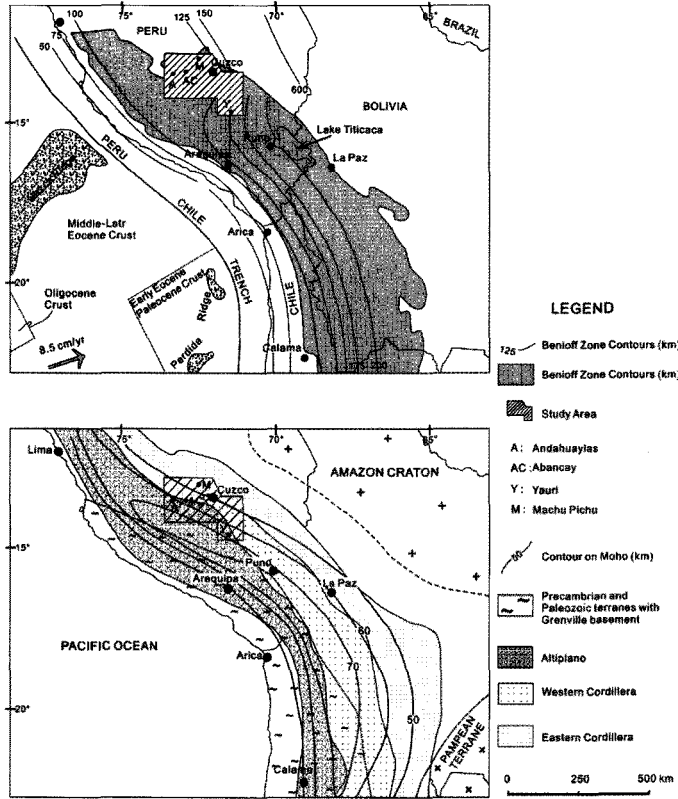 100
75°
125
150
70°
65°
PERU
BRAZIL
75
50
M
Cuzco
A
AC
Y
600
BOLIVIA
15°
Lake Titicaca
PERU
Arequipa
La Paz
CHILE
Middle-Latr
Eocene Crust
Arica
TRENCH
20°
Oligocene
Crust
Early Eocene
Paleocene Crust
Ridge
Perdida
CHILE
8.5 cm/yr
Calama
LEGEND
125 Benioff Zone Contours (km)
Benioff Zone Contours (km)
Study Area
A: Andahuaylas
AC: Abancay
Y: Yauri
M: Machu Pichu
Contour on Moho (km)
Precambrian and
Paleozoic terranes with
Grenville basement
Altiplano
Western Cordillera
Eastern Cordillera
0 250 500 km
75°
70°
65°
Lima
AMAZON CRATON
M
Cuzco
15°
Puno
Arequipa
La Paz
60
PACIFIC OCEAN
Arica
70
50
20°
PAMPEAN
TERRANE
Calama